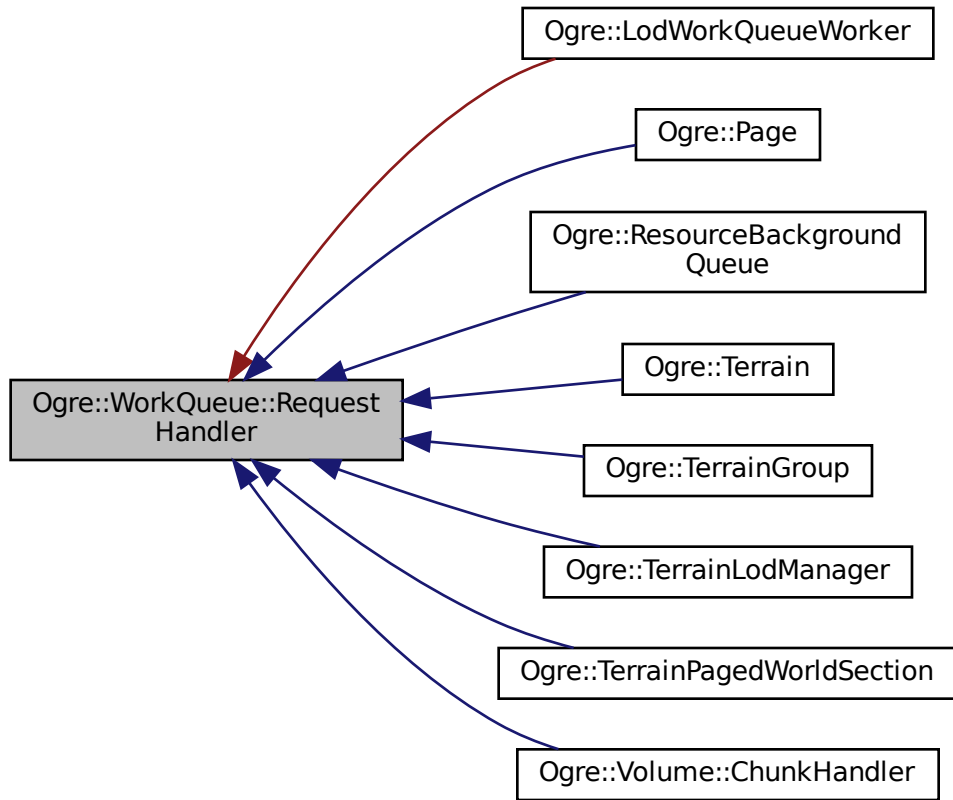 Ogre::LodWorkQueueWorker
Ogre::Page
Ogre::ResourceBackground
Queue
Ogre::Terrain
Ogre::WorkQueue::Request
Handler
Ogre::TerrainGroup
Ogre::TerrainLodManager
Ogre::TerrainPagedWorldSection
Ogre::Volume::ChunkHandler